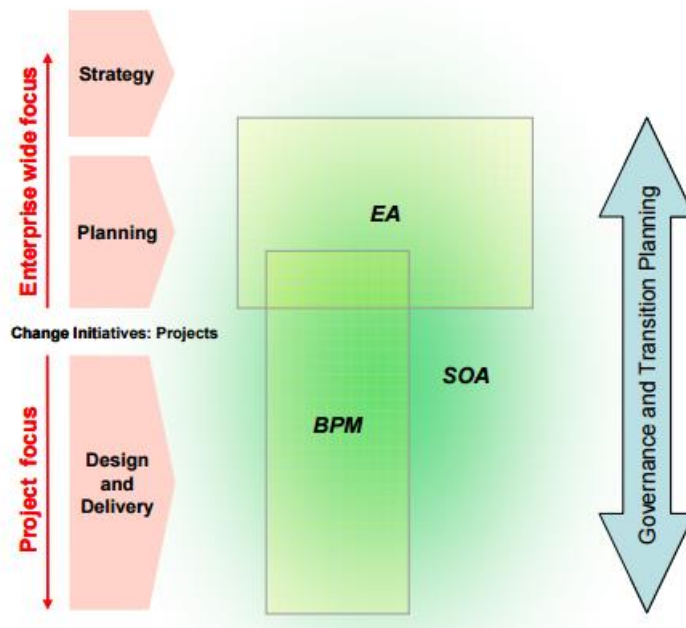 Strategy
Enterprise wide focus
Planning
EA
Change Initiatives: Projects
SOA
BPM
Project focus
Design
and
Delivery
Governance and Transition Planning